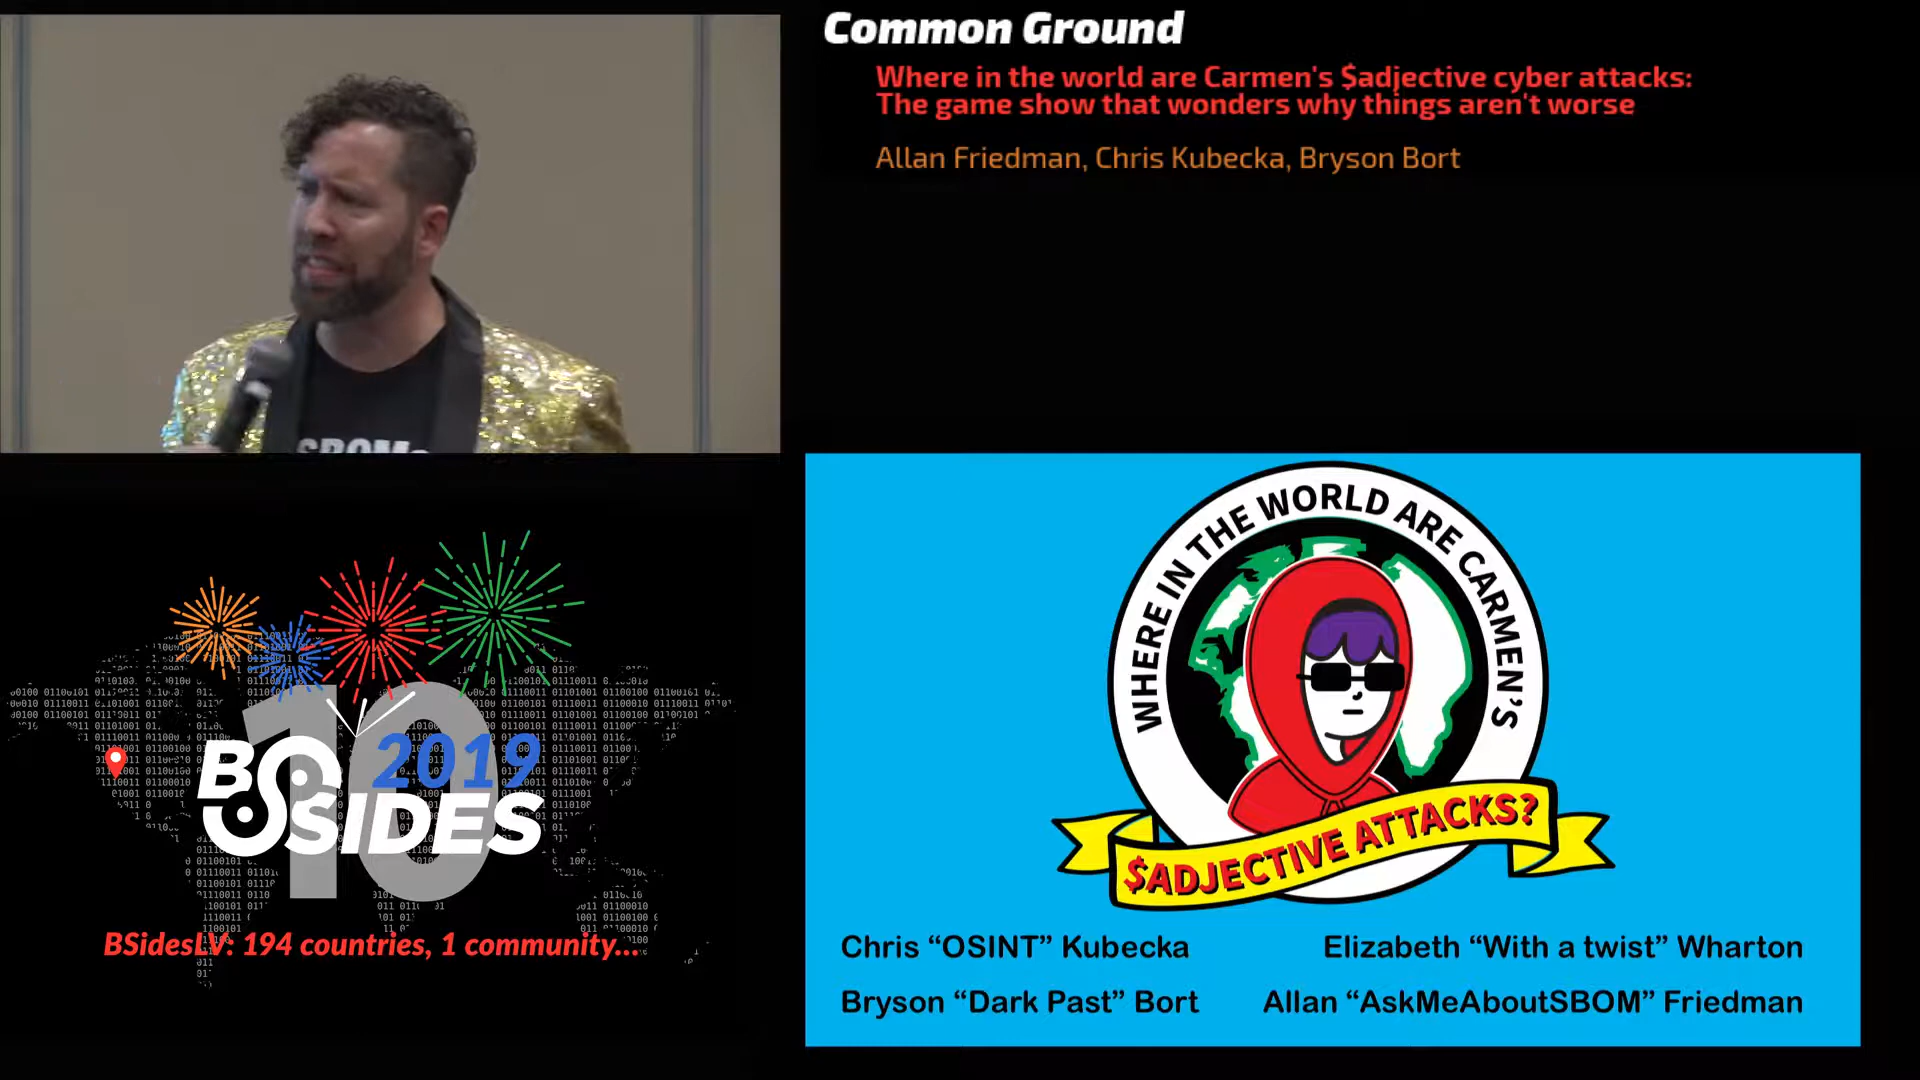 Common Ground
Where in the world are Carmen's $adjective cyber attacks:
The game show that wonders why things aren't worse
Allan Friedman, Chris Kubecka, Bryson Bort
SBOM
10
2019
BSIDES
BSidesLV: 194 countries, 1 community...
WHERE IN THE WORLD ARE CARMEN'S
$ADJECTIVE ATTACKS?
Chris “OSINT” Kubecka
Elizabeth “With a twist” Wharton
Bryson “Dark Past” Bort
Allan “AskMeAboutSBOM” Friedman